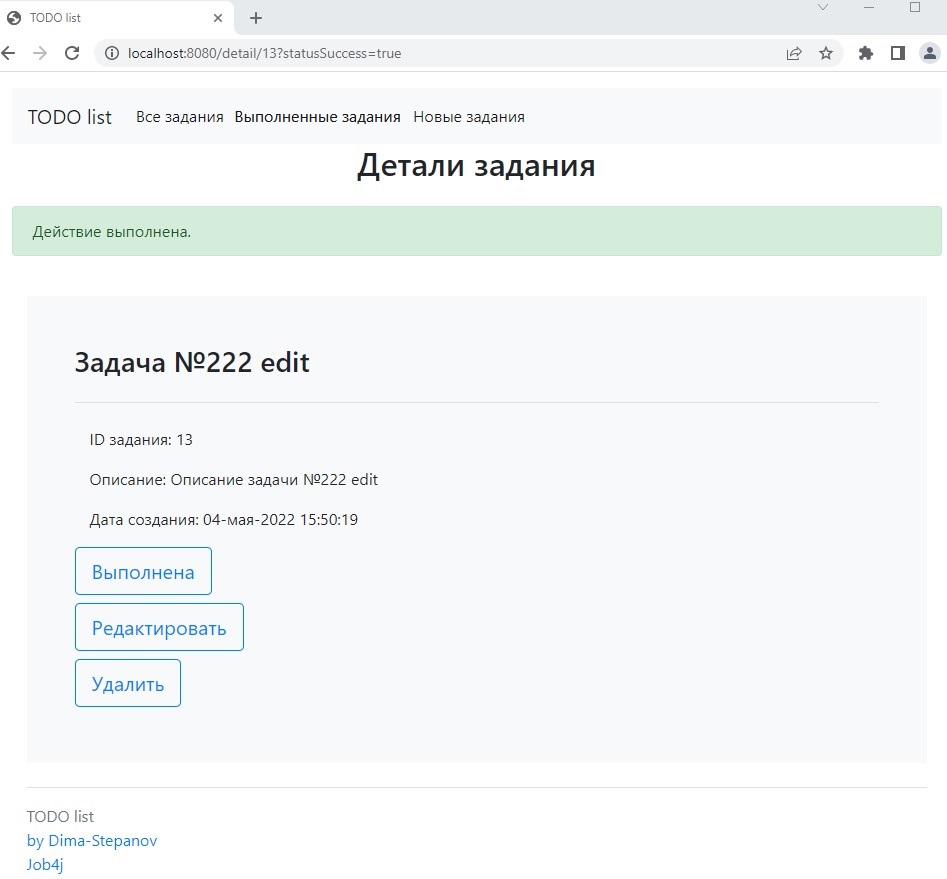 TODO list
localhost:8080/detail/13?statusSuccess=true
TODO list Все задания Выполненные задания Новые задания
Детали задания
Действие выполнена.
Задача №222 edit
ID задания: 13
Описание: Описание задачи №222 edit
Дата создания: 04-мая-2022 15:50:19
Выполнена
Редактировать
Удалить
TODO list
by Dima-Stepanov
Job4j